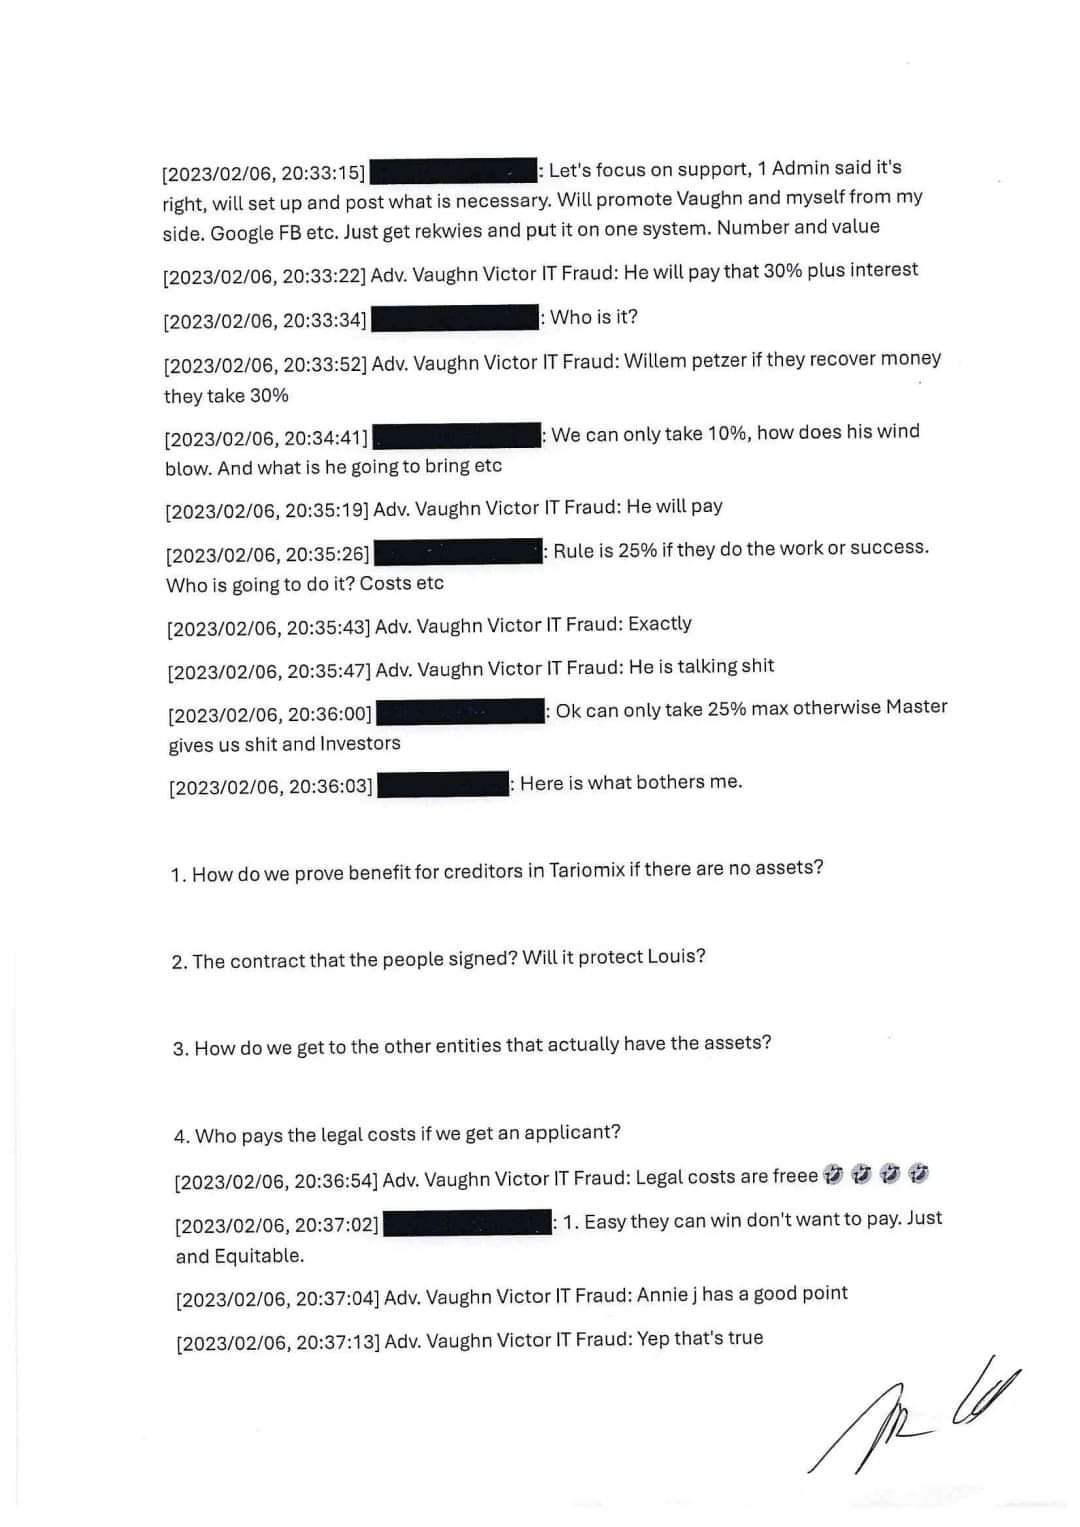 [2023/02/06, 20:33:15] : Let's focus on support, 1 Admin said it's
right, will set up and post what is necessary. Will promote Vaughn and myself from my
side. Google FB etc. Just get rekwies and put it on one system. Number and value
[2023/02/06, 20:33:22] Adv. Vaughn Victor IT Fraud: He will pay that 30% plus interest
[2023/02/06, 20:33:34] : Who is it?
[2023/02/06, 20:33:52] Adv. Vaughn Victor IT Fraud: Willem petzer if they recover money
they take 30%
[2023/02/06, 20:34:41] : We can only take 10%, how does his wind
blow. And what is he going to bring etc
[2023/02/06, 20:35:19] Adv. Vaughn Victor IT Fraud: He will pay
[2023/02/06, 20:35:26] : Rule is 25% if they do the work or success.
Who is going to do it? Costs etc
[2023/02/06, 20:35:43] Adv. Vaughn Victor IT Fraud: Exactly
[2023/02/06, 20:35:47] Adv. Vaughn Victor IT Fraud: He is talking shit
[2023/02/06, 20:36:00] : Ok can only take 25% max otherwise Master
gives us shit and Investors
[2023/02/06, 20:36:03] : Here is what bothers me.
1. How do we prove benefit for creditors in Tariomix if there are no assets?
2. The contract that the people signed? Will it protect Louis?
3. How do we get to the other entities that actually have the assets?
4. Who pays the legal costs if we get an applicant?
[2023/02/06, 20:36:54] Adv. Vaughn Victor IT Fraud: Legal costs are freee 🤣 🤣 🤣 🤣
[2023/02/06, 20:37:02] : 1. Easy they can win don't want to pay. Just
and Equitable.
[2023/02/06, 20:37:04] Adv. Vaughn Victor IT Fraud: Annie j has a good point
[2023/02/06, 20:37:13] Adv. Vaughn Victor IT Fraud: Yep that's true